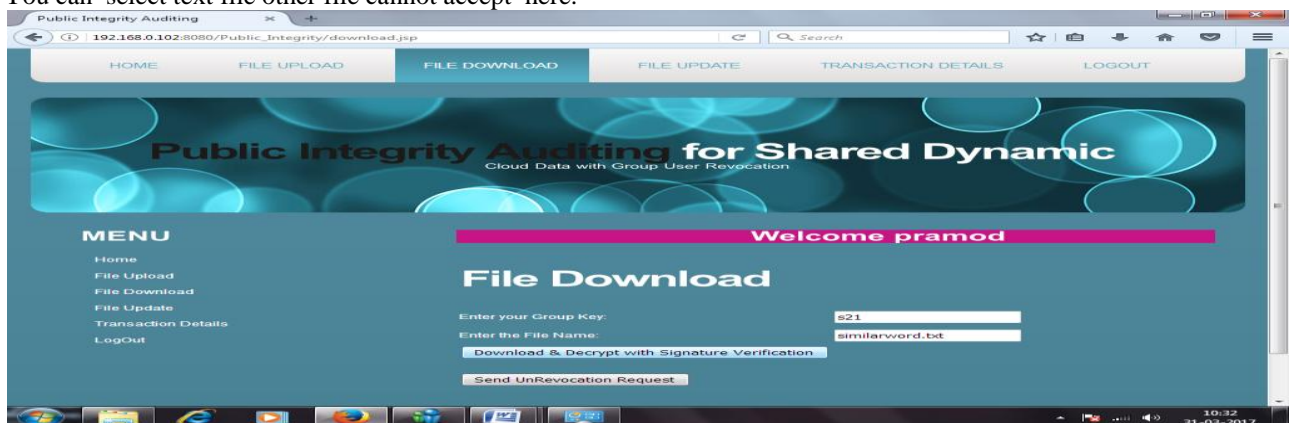 You can select text file other file cannot accept here.
Public Integrity Auditing
192.168.0.102:8080/Public_Integrity/download.jsp
Search
HOME FILE UPLOAD FILE DOWNLOAD FILE UPDATE TRANSACTION DETAILS LOGOUT
Public Integrity Auditing for Shared Dynamic
Cloud Data with Group User Revocation
MENU
Welcome pramod
Home
File Upload
File Download
File Update
Transaction Details
LogOut
File Download
Enter your Group Key: s21
Enter the File Name: similarword.txt
Download & Decrypt with Signature Verification
Send UnRevocation Request
10:32
21-03-2017